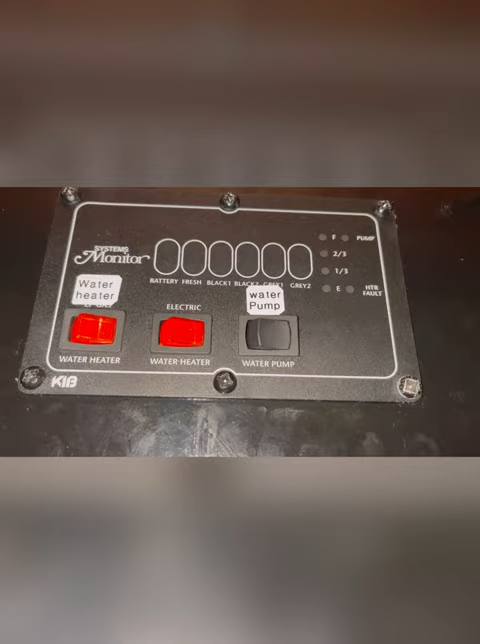 SYSTEMS
Monitor
BATTERY FRESH BLACK1 BLACK2 GREY1 GREY2
F PUMP
2/3
1/3
E HTR FAULT
Water heater
water Pump
ELECTRIC
WATER HEATER
WATER HEATER
WATER PUMP
KIB